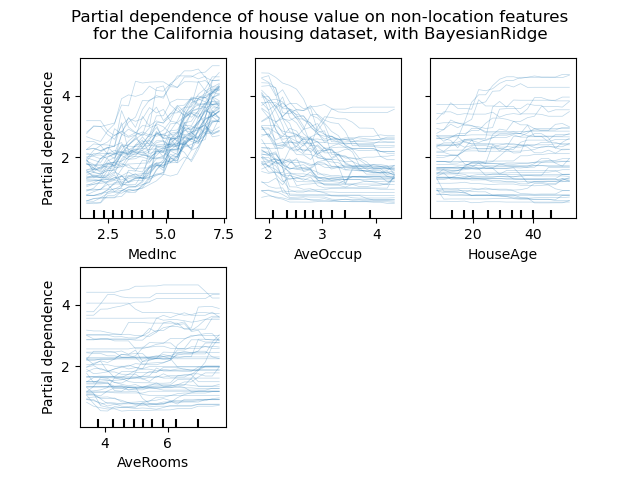 Partial dependence of house value on non-location features
for the California housing dataset, with BayesianRidge
Partial dependence
4
2
2.5 5.0 7.5
MedInc
2 3 4
AveOccup
20 40
HouseAge
Partial dependence
4
2
4 6
AveRooms